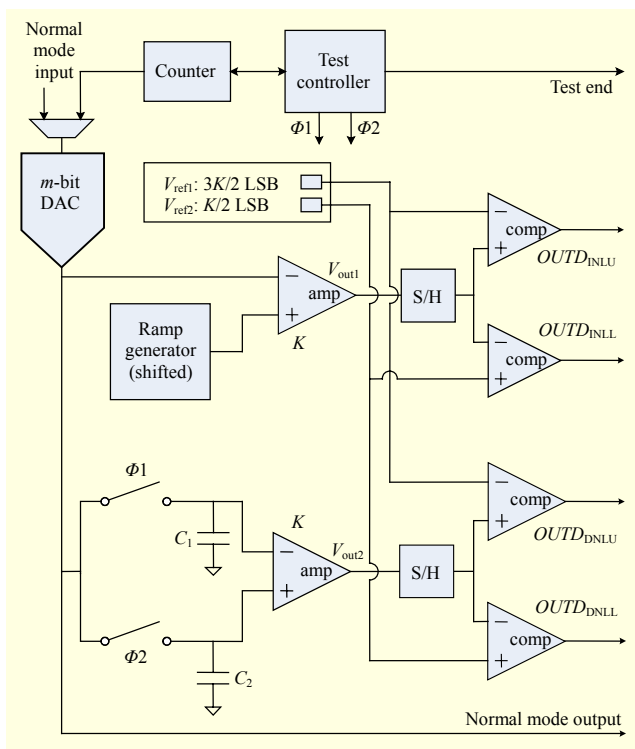 Normal
mode
input
Counter
Test
controller
Test end
Φ1
Φ2
m-bit
DAC
Vref1: 3K/2 LSB
Vref2: K/2 LSB
−
comp
+
OUTDINLU
Vout1
−
amp
+
K
S/H
Ramp
generator
(shifted)
OUTDINLL
−
comp
+
Φ1
C1
K
Vout2
−
amp
+
S/H
−
comp
+
OUTDDNLU
OUTDDNLL
−
comp
+
Φ2
C2
Normal mode output